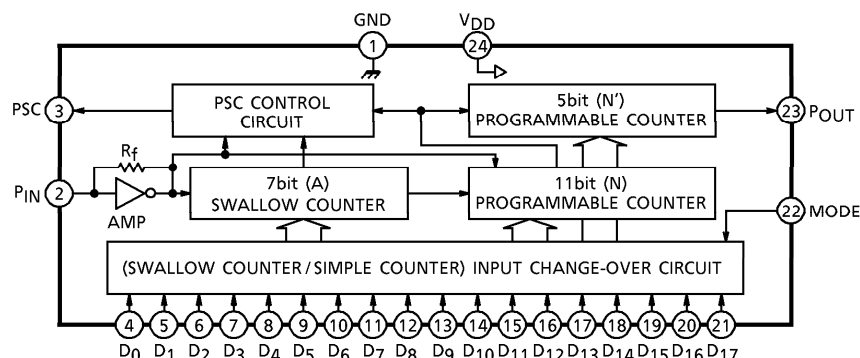 GND VDD
1 24
PSC 3 PSC CONTROL CIRCUIT 5bit (N') PROGRAMMABLE COUNTER 23 POUT
Rf
PIN 2 7bit (A) SWALLOW COUNTER 11bit (N) PROGRAMMABLE COUNTER
AMP
22 MODE
(SWALLOW COUNTER / SIMPLE COUNTER) INPUT CHANGE-OVER CIRCUIT
4 5 6 7 8 9 10 11 12 13 14 15 16 17 18 19 20 21
D0 D1 D2 D3 D4 D5 D6 D7 D8 D9 D10 D11 D12 D13 D14 D15 D16 D17